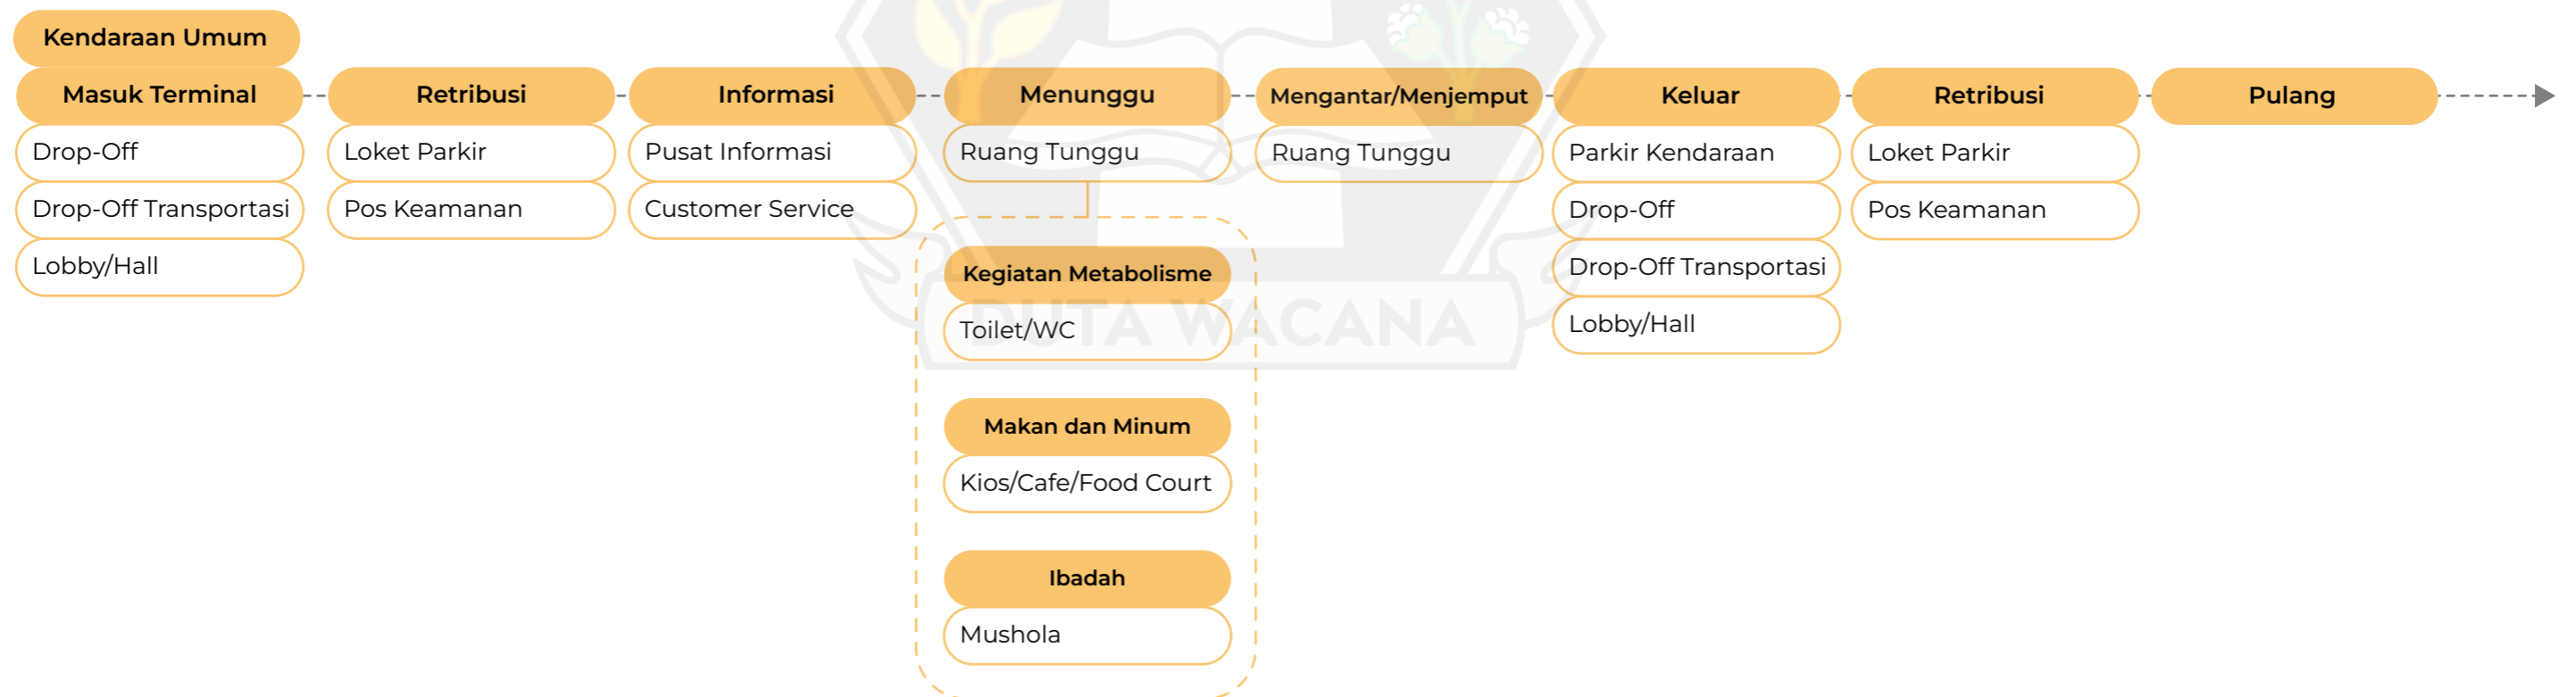 Kendaraan Umum
Masuk Terminal
Drop-Off
Drop-Off Transportasi
Lobby/Hall
Retribusi
Loket Parkir
Pos Keamanan
Informasi
Pusat Informasi
Customer Service
Menunggu
Ruang Tunggu
Kegiatan Metabolisme
Toilet/WC
Makan dan Minum
Kios/Cafe/Food Court
Ibadah
Mushola
Mengantar/Menjemput
Ruang Tunggu
Keluar
Parkir Kendaraan
Drop-Off
Drop-Off Transportasi
Lobby/Hall
Retribusi
Loket Parkir
Pos Keamanan
Pulang
DUTA WACANA